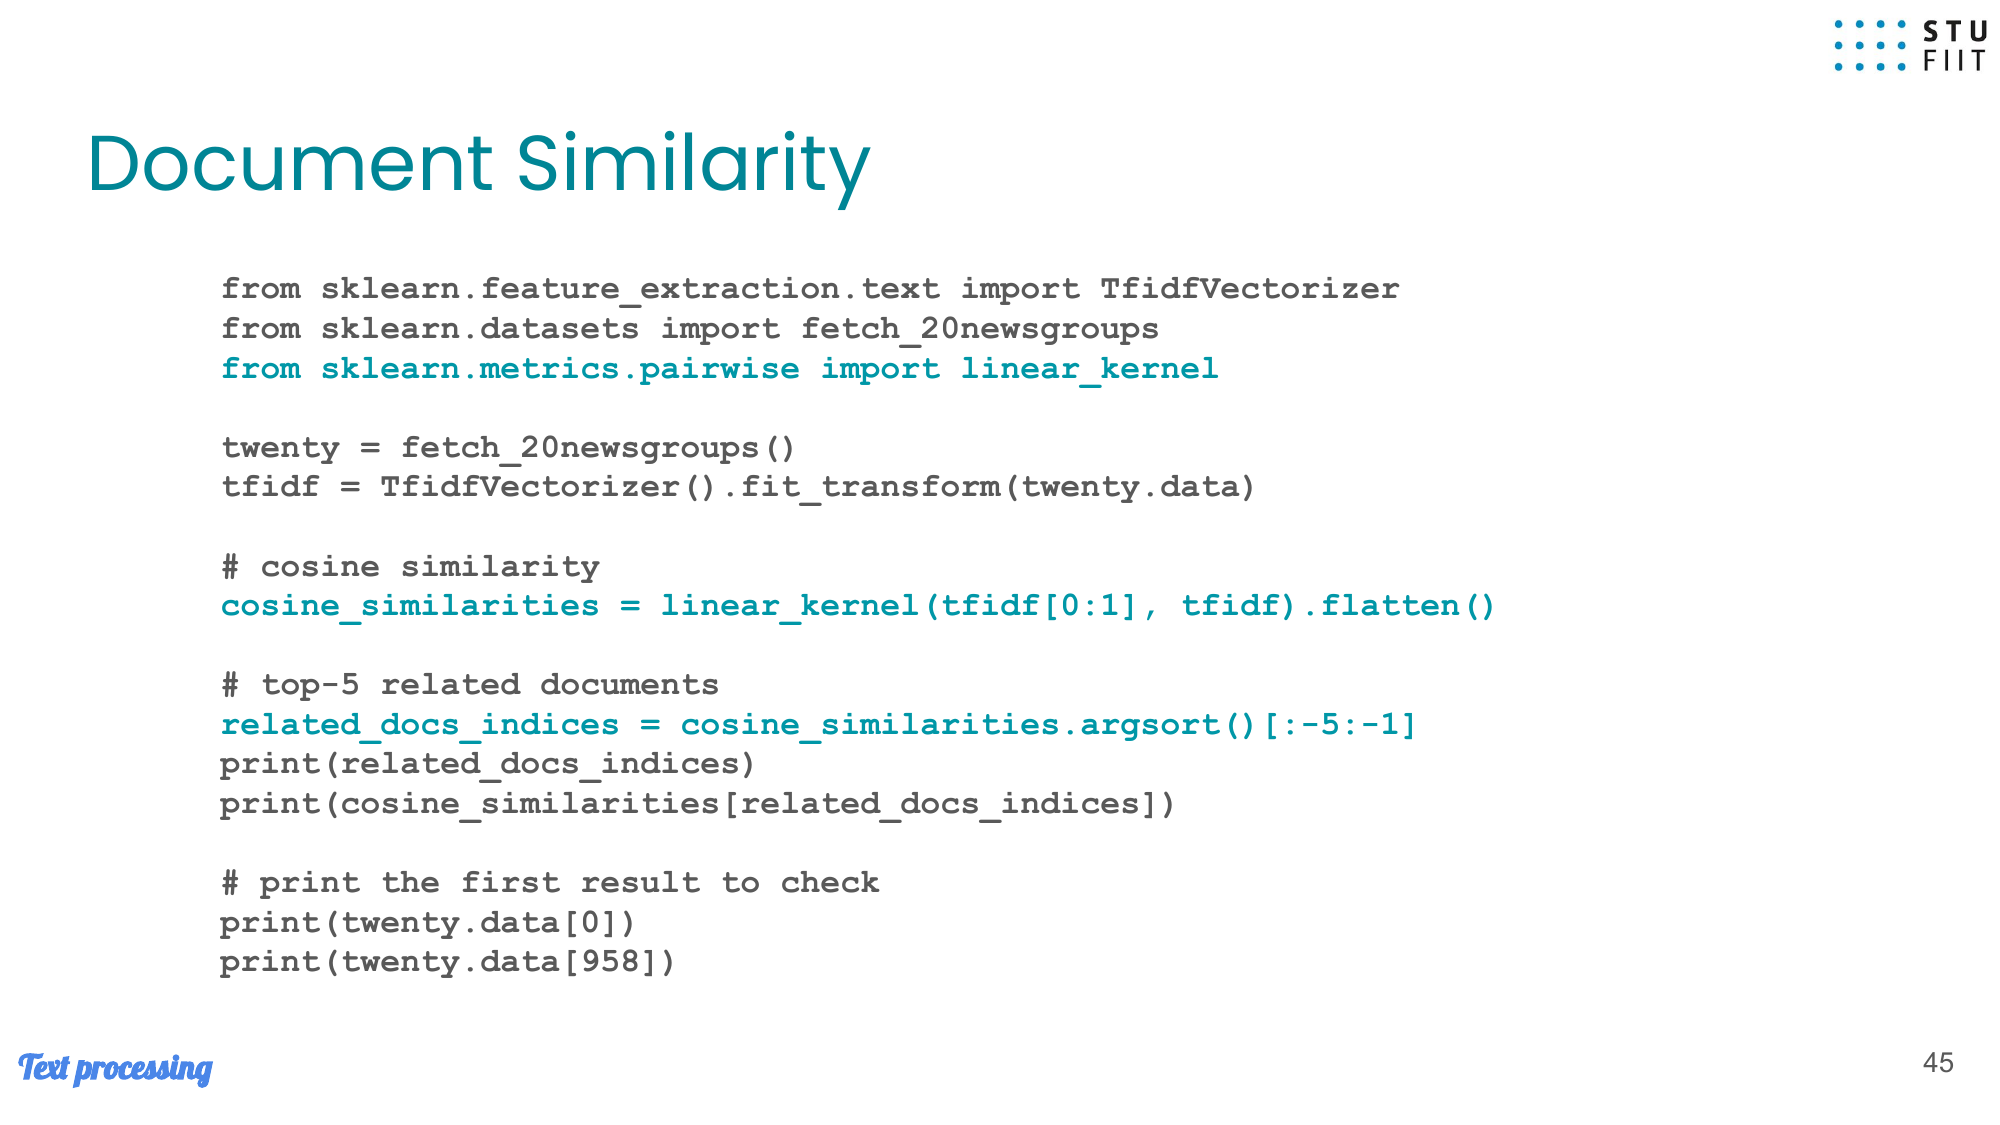 STU
FIIT
Document Similarity
from sklearn.feature_extraction.text import TfidfVectorizer
from sklearn.datasets import fetch_20newsgroups
from sklearn.metrics.pairwise import linear_kernel
twenty = fetch_20newsgroups()
tfidf = TfidfVectorizer().fit_transform(twenty.data)
# cosine similarity
cosine_similarities = linear_kernel(tfidf[0:1], tfidf).flatten()
# top-5 related documents
related_docs_indices = cosine_similarities.argsort()[:-5:-1]
print(related_docs_indices)
print(cosine_similarities[related_docs_indices])
# print the first result to check
print(twenty.data[0])
print(twenty.data[958])
Text processing
45